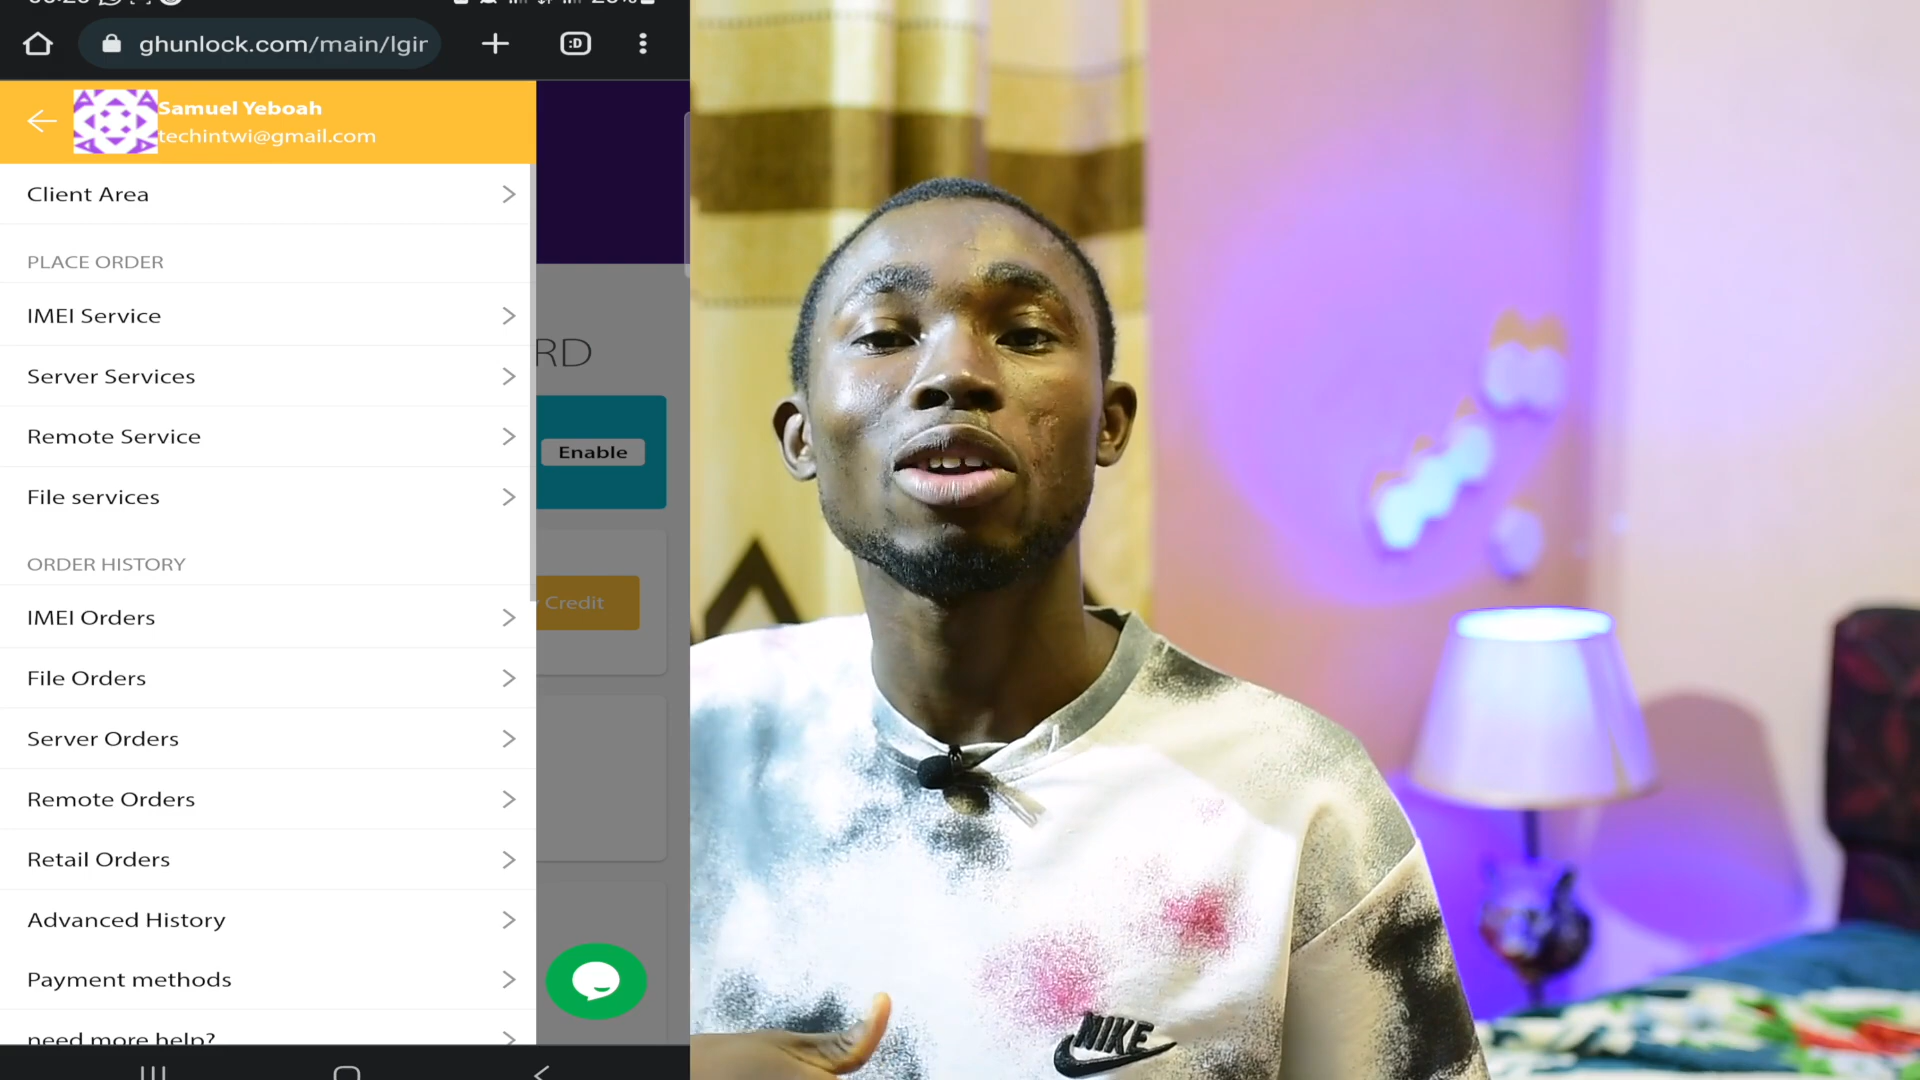 ghunlock.com/main/lgin
:D
Samuel Yeboah
techintwi@gmail.com
Client Area
PLACE ORDER
IMEI Service
Server Services
Remote Service
File services
ORDER HISTORY
IMEI Orders
File Orders
Server Orders
Remote Orders
Retail Orders
Advanced History
Payment methods
need more help?
RD
Enable
Credit
NIKE